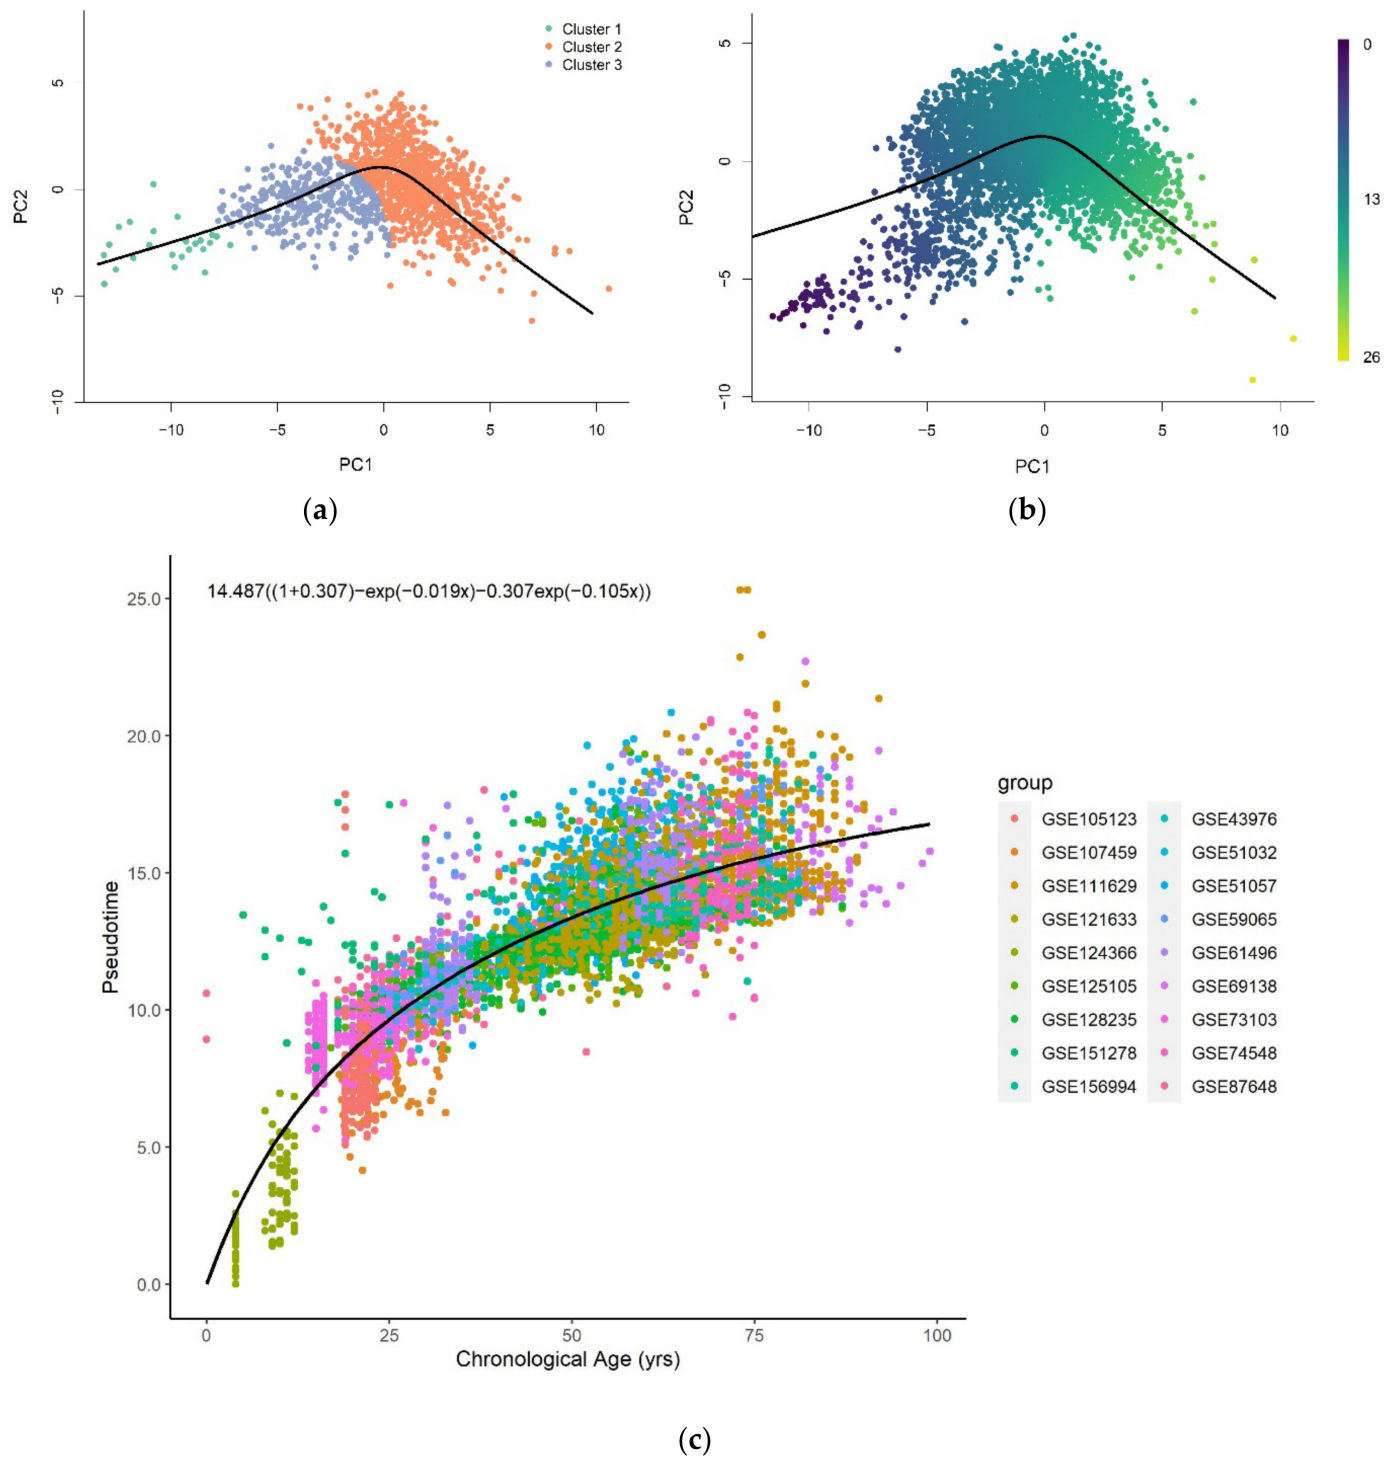 Cluster 1
Cluster 2
Cluster 3
5
0
−5
−10
PC2
−10
−5
0
5
10
PC1
(a)
5
0
−5
−10
PC2
−10
−5
0
5
10
PC1
0
13
26
(b)
14.487((1+0.307)−exp(−0.019x)−0.307exp(−0.105x))
25.0
20.0
15.0
10.0
5.0
0.0
Pseudotime
0
25
50
75
100
Chronological Age (yrs)
group
GSE105123
GSE107459
GSE111629
GSE121633
GSE124366
GSE125105
GSE128235
GSE151278
GSE156994
GSE43976
GSE51032
GSE51057
GSE59065
GSE61496
GSE69138
GSE73103
GSE74548
GSE87648
(c)